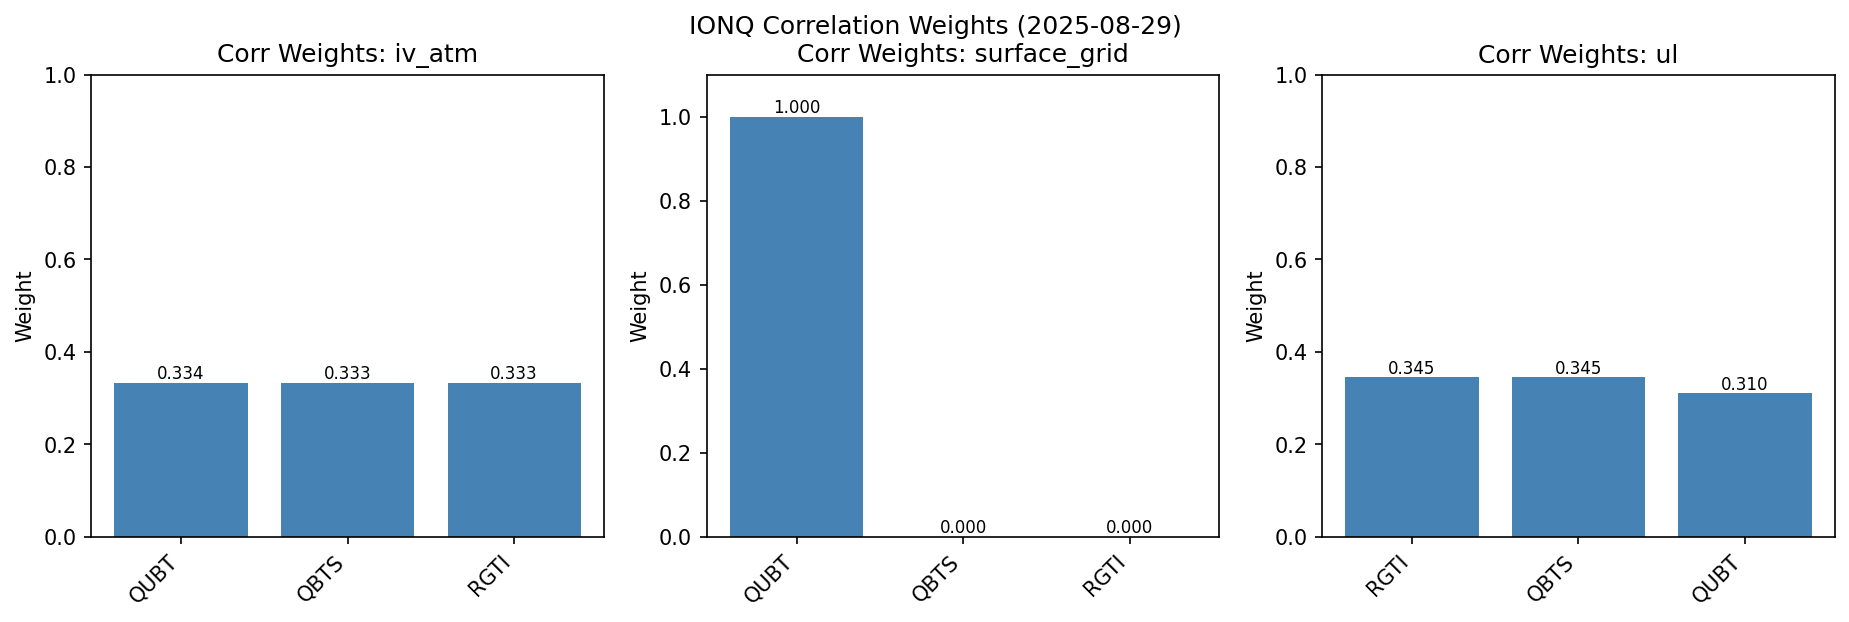 IONQ Correlation Weights (2025-08-29)
Corr Weights: iv_atm
Weight
1.0
0.8
0.6
0.4
0.2
0.0
0.334
0.333
0.333
QUBT
QBTS
RGTI
Corr Weights: surface_grid
Weight
1.0
0.8
0.6
0.4
0.2
0.0
1.000
0.000
0.000
QUBT
QBTS
RGTI
Corr Weights: ul
Weight
1.0
0.8
0.6
0.4
0.2
0.0
0.345
0.345
0.310
RGTI
QBTS
QUBT